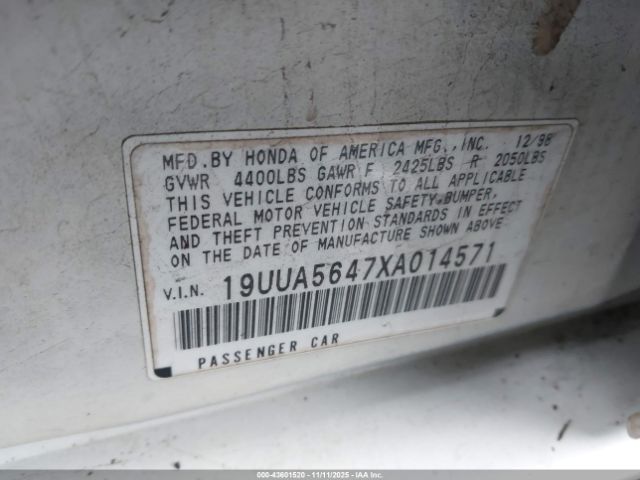 MFD. BY HONDA OF AMERICA MFG., INC. 12/98
GVWR 4400LBS GAWR F 2425LBS R 2050LBS
THIS VEHICLE CONFORMS TO ALL APPLICABLE
FEDERAL MOTOR VEHICLE SAFETY, BUMPER,
AND THEFT PREVENTION STANDARDS IN EFFECT
ON THE DATE OF MANUFACTURE SHOWN ABOVE
V.I.N. 19UUA5647XA014571
PASSENGER CAR
000-43601520 - 11/11/2025 - IAAI.COM